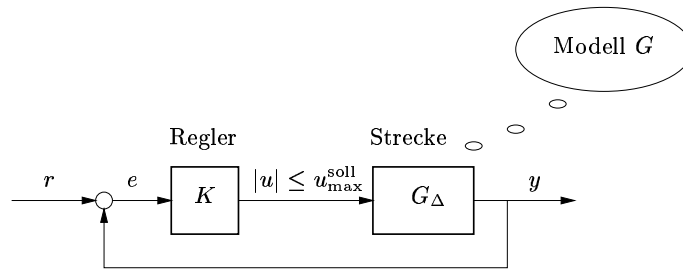 Modell G
Regler
Strecke
r
e
K
|u| ≤ u_max^soll
G_Δ
y